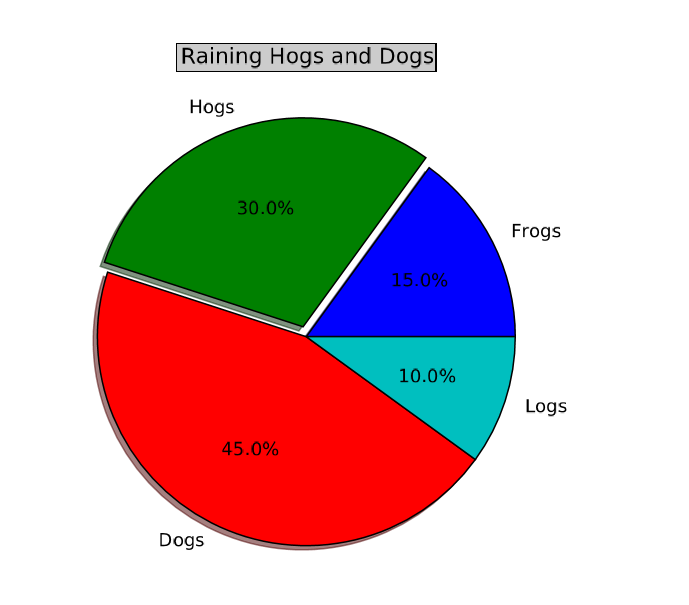 Raining Hogs and Dogs
Hogs
30.0%
Frogs
15.0%
10.0%
Logs
45.0%
Dogs